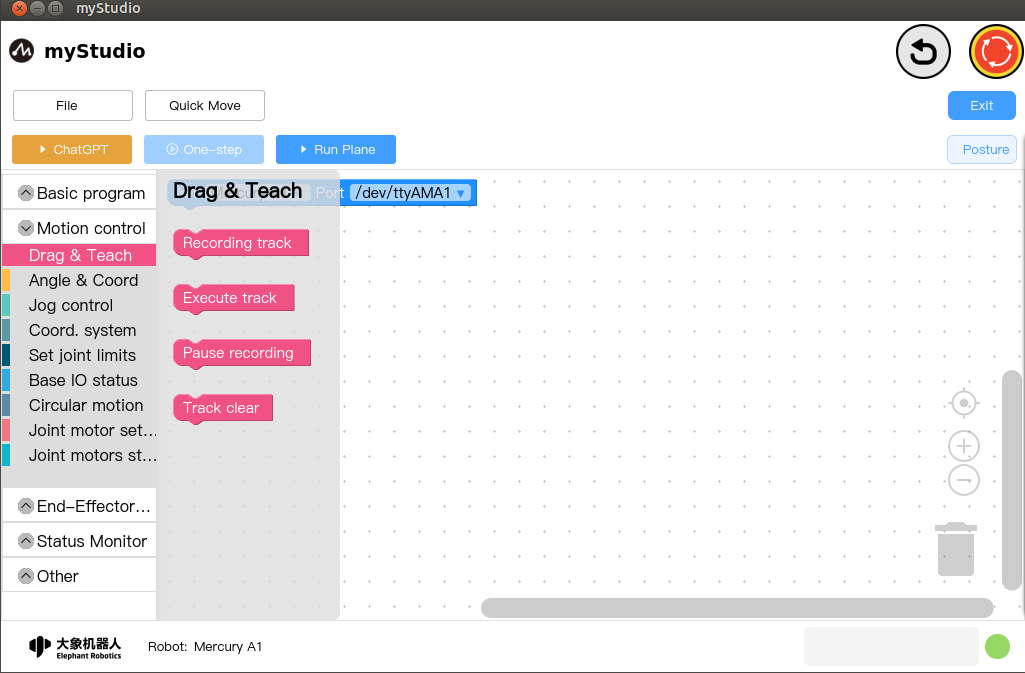 myStudio
myStudio
File
Quick Move
Exit
ChatGPT
One-step
Run Plane
Posture
Basic program
Motion control
Drag & Teach
Angle & Coord
Jog control
Coord. system
Set joint limits
Base IO status
Circular motion
Joint motor set...
Joint motors st...
End-Effector...
Status Monitor
Other
Drag & Teach
Port /dev/ttyAMA1
Recording track
Execute track
Pause recording
Track clear
大象机器人
Elephant Robotics
Robot: Mercury A1